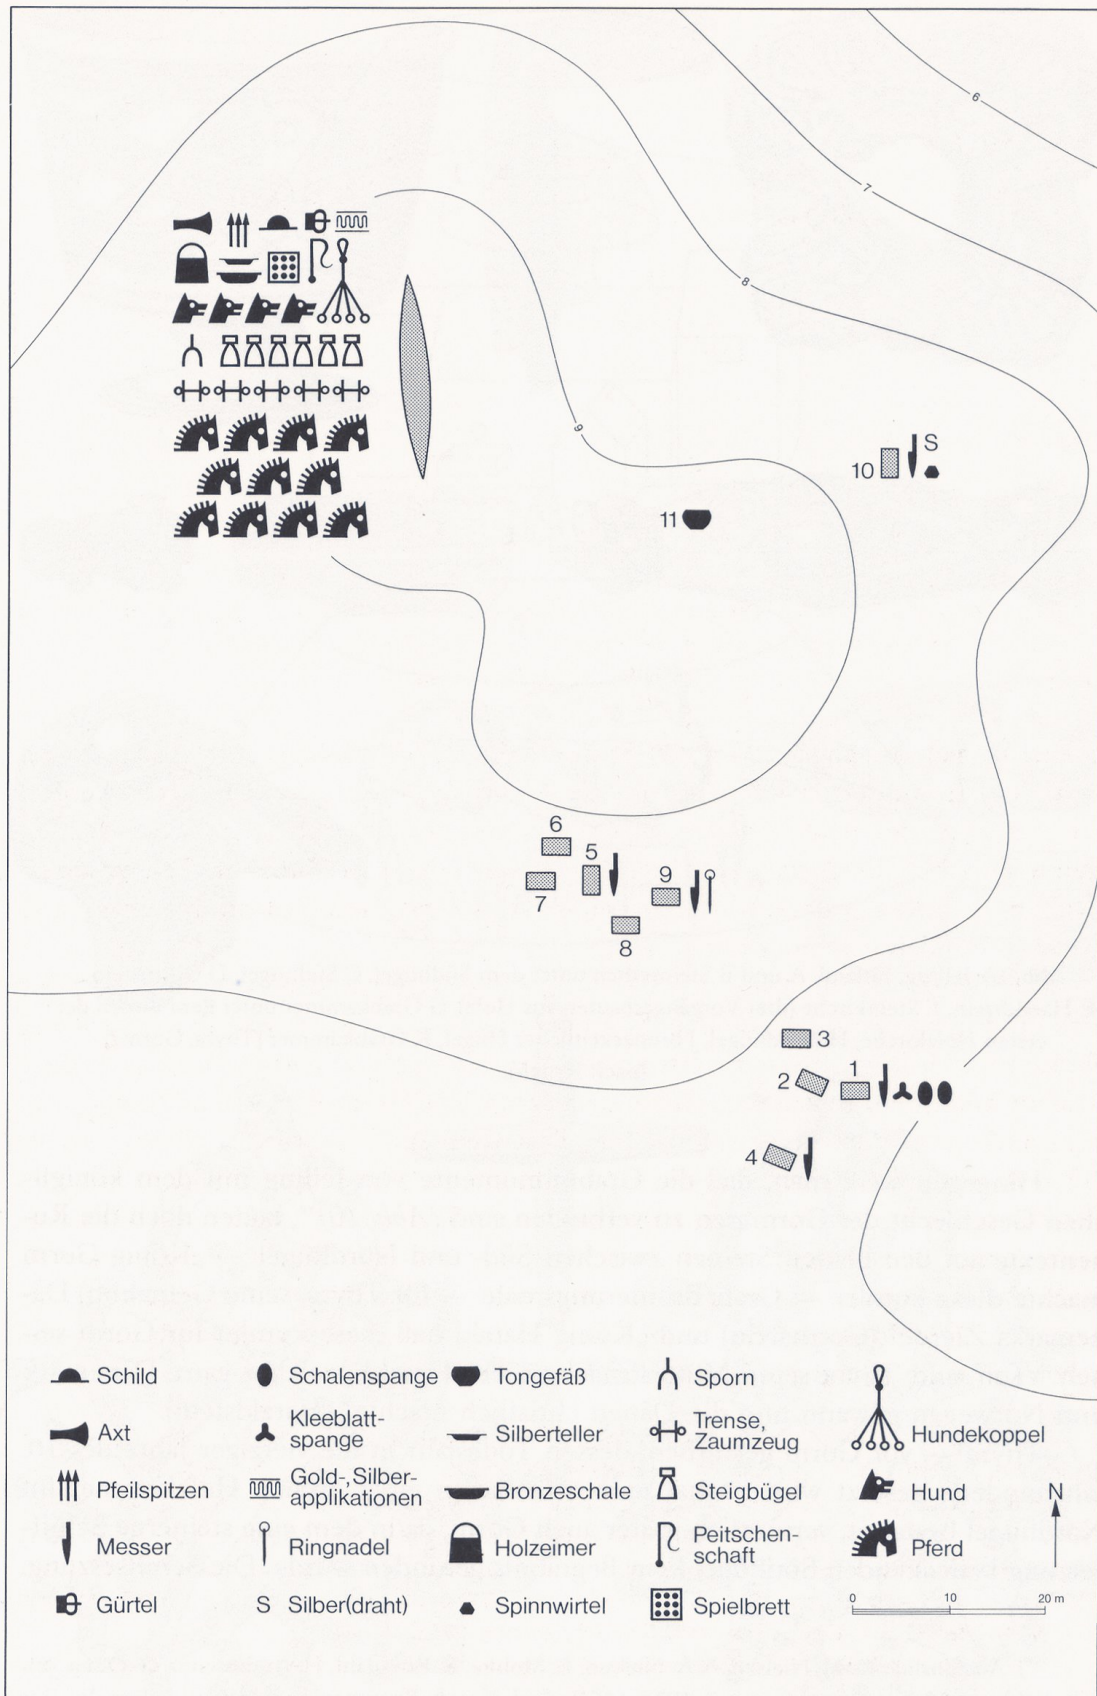 6
7
8
9
10
S
11
6
5
9
7
8
3
2
1
4
Schild
Schalenspange
Tongefäß
Sporn
Axt
Kleeblatt-
spange
Silberteller
Trense,
Zaumzeug
Hundekoppel
Pfeilspitzen
Gold-,Silber-
applikationen
Bronzeschale
Steigbügel
Hund
N
Messer
Ringnadel
Holzeimer
Peitschen-
schaft
Pferd
Gürtel
S Silber(draht)
Spinnwirtel
Spielbrett
0 10 20 m